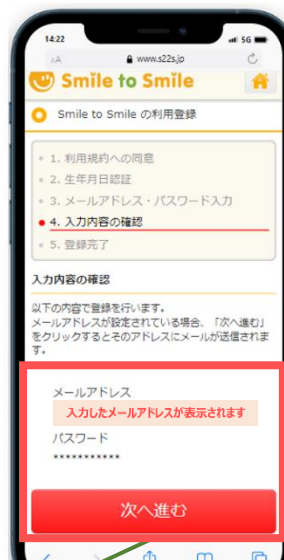 14:22
5G
AA
www.s22s.jp
Smile to Smile
Smile to Smile の利用登録
1. 利用規約への同意
2. 生年月日認証
3. メールアドレス・パスワード入力
4. 入力内容の確認
5. 登録完了
入力内容の確認
以下の内容で登録を行います。
メールアドレスが設定されている場合、「次へ進む」
をクリックするとそのアドレスにメールが送信されま
す。
メールアドレス
入力したメールアドレスが表示されます
パスワード
***********
次へ進む